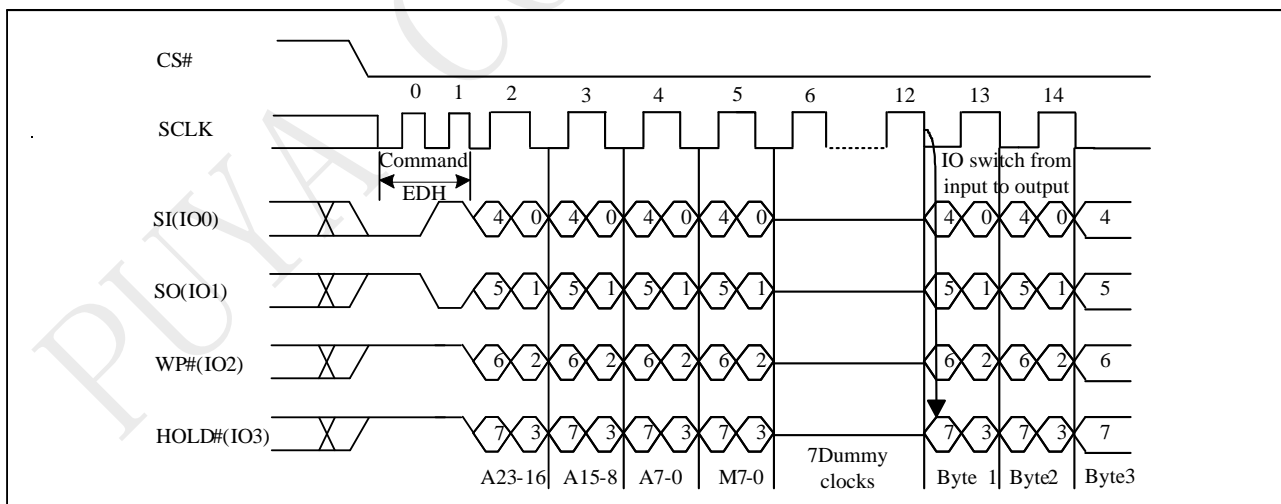 PUYA CO
CS#
0 1 2 3 4 5 6 12 13 14
SCLK
Command
EDH
IO switch from
input to output
SI(IO0)
4 0 4 0 4 0 4 0 4 0 4 0 4
SO(IO1)
5 1 5 1 5 1 5 1 5 1 5 1 5
WP#(IO2)
6 2 6 2 6 2 6 2 6 2 6 2 6
HOLD#(IO3)
7 3 7 3 7 3 7 3 7 3 7 3 7
A23-16 A15-8 A7-0 M7-0 7Dummy
clocks Byte 1 Byte2 Byte3